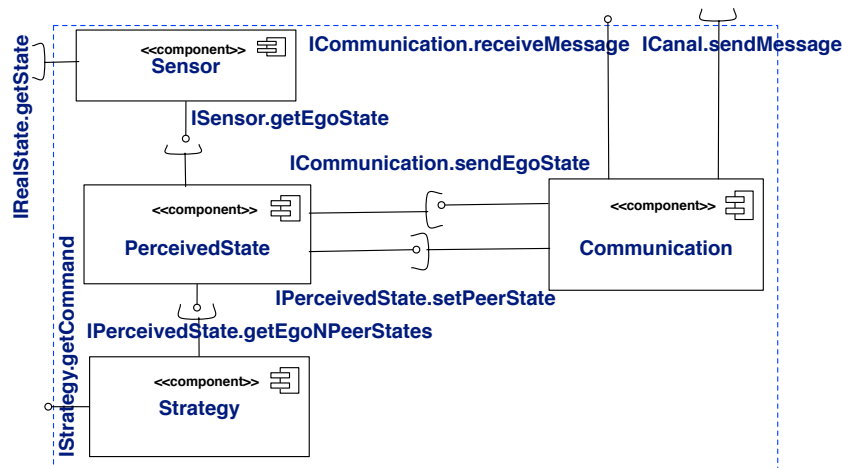 ICommunication.receiveMessage
ICanal.sendMessage
<<component>>
Sensor
IRealState.getState
ISensor.getEgoState
ICommunication.sendEgoState
<<component>>
PerceivedState
<<component>>
Communication
IPerceivedState.setPeerState
IPerceivedState.getEgoNPeerStates
IStrategy.getCommand
<<component>>
Strategy